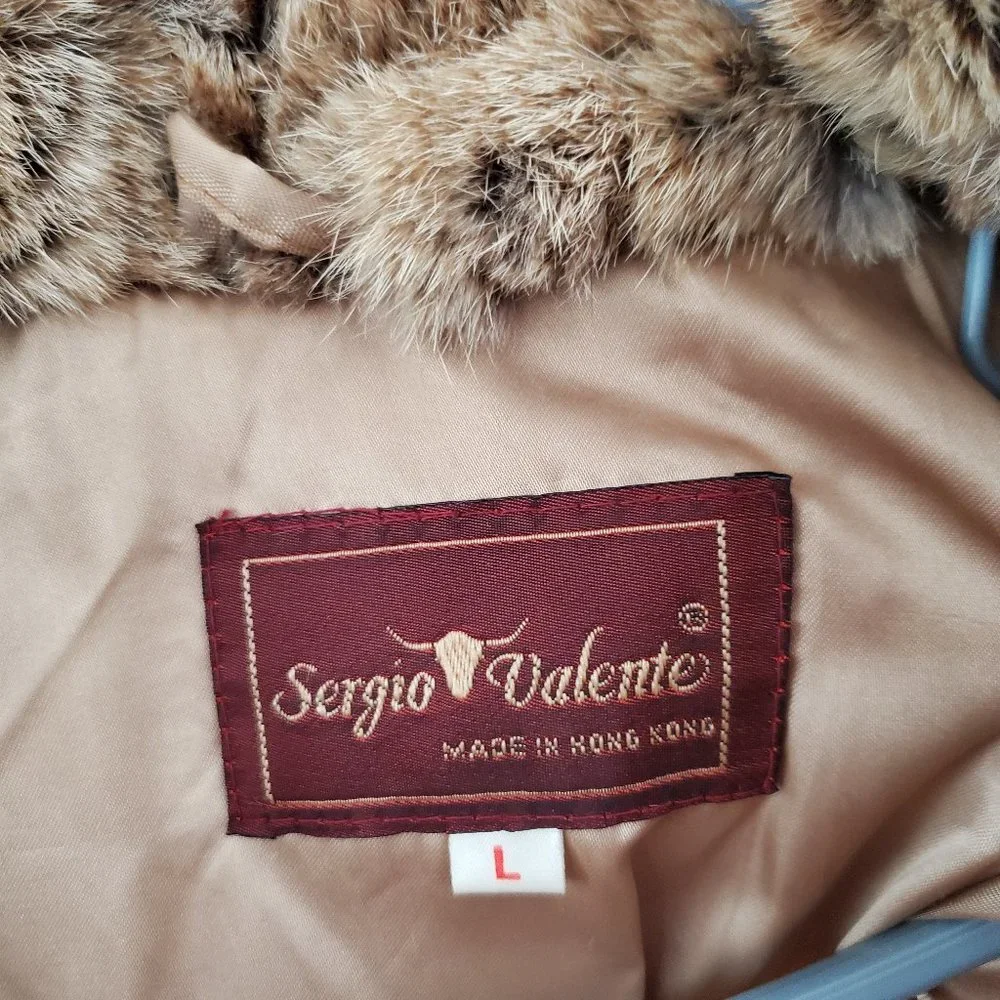 Sergio Valente ®
MADE IN HONG KONG
L